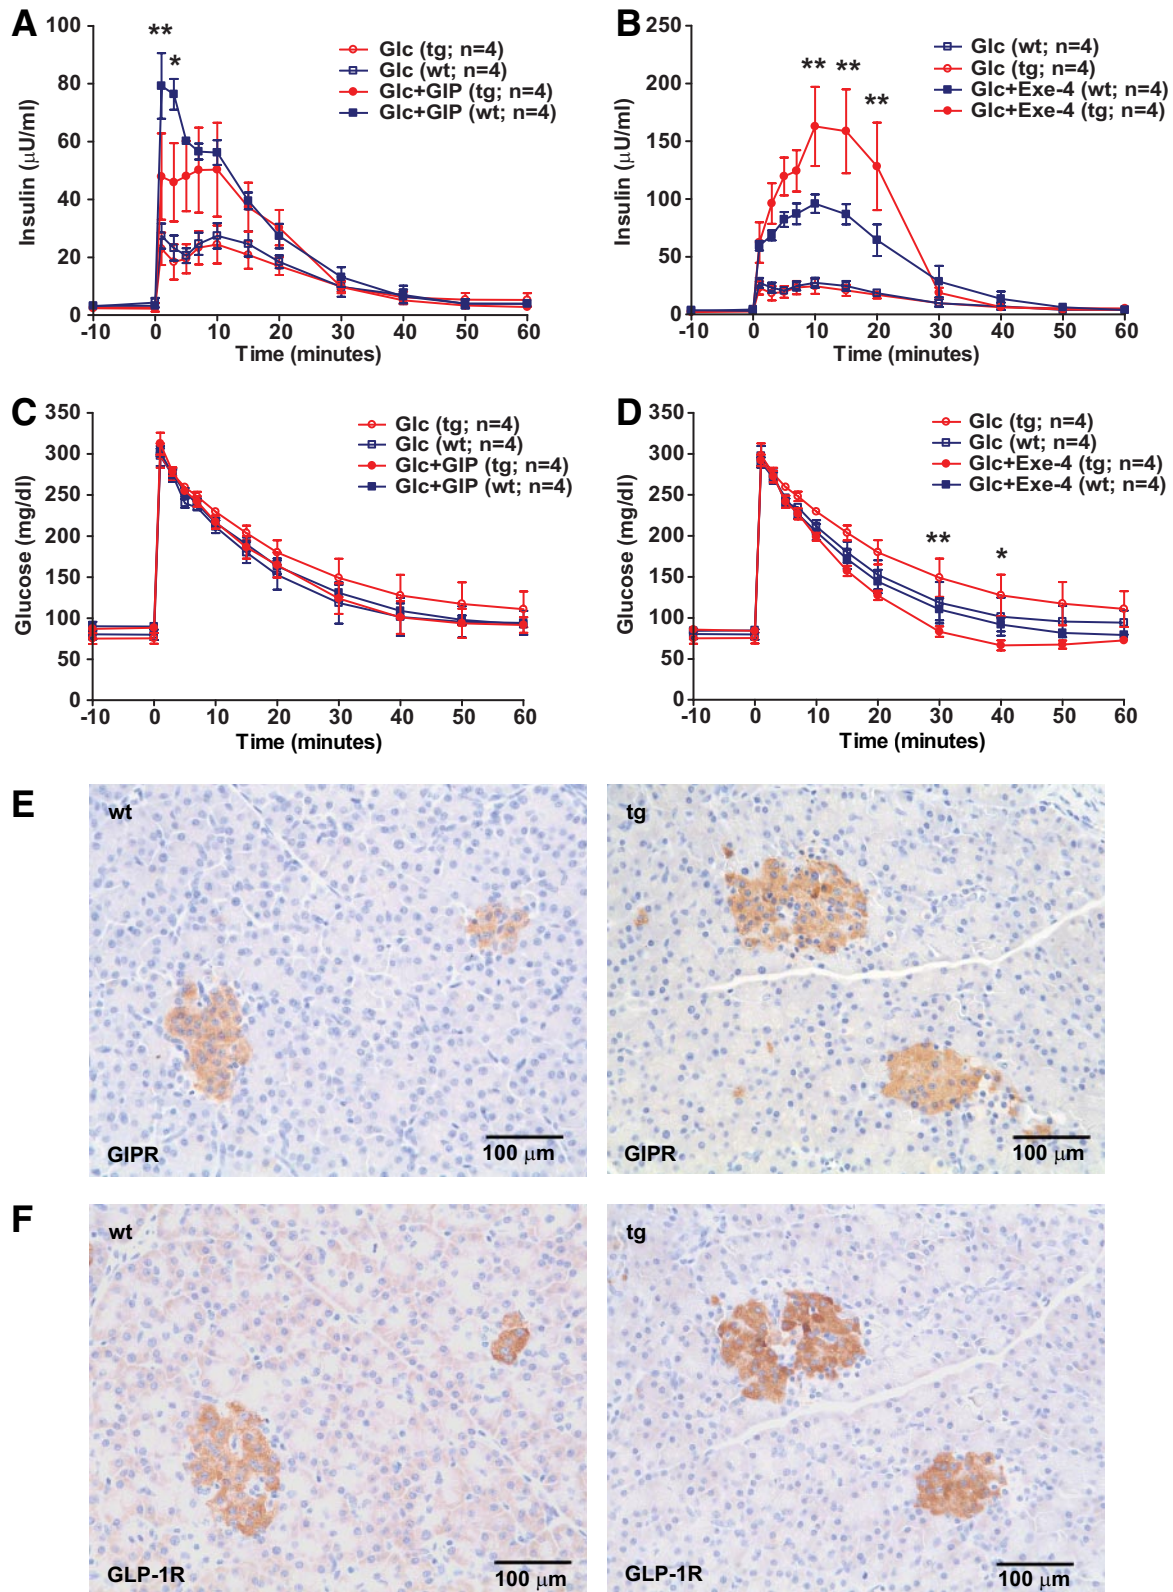 A
**
*
Glc (tg; n=4)
Glc (wt; n=4)
Glc+GIP (tg; n=4)
Glc+GIP (wt; n=4)
Insulin (μU/ml)
100
80
60
40
20
0
-10 0 10 20 30 40 50 60
Time (minutes)
B
** ** **
Glc (wt; n=4)
Glc (tg; n=4)
Glc+Exe-4 (wt; n=4)
Glc+Exe-4 (tg; n=4)
Insulin (μU/ml)
250
200
150
100
50
0
-10 0 10 20 30 40 50 60
Time (minutes)
C
Glc (tg; n=4)
Glc (wt; n=4)
Glc+GIP (tg; n=4)
Glc+GIP (wt; n=4)
Glucose (mg/dl)
350
300
250
200
150
100
50
0
-10 0 10 20 30 40 50 60
Time (minutes)
D
Glc (tg; n=4)
Glc (wt; n=4)
Glc+Exe-4 (tg; n=4)
Glc+Exe-4 (wt; n=4)
** *
Glucose (mg/dl)
350
300
250
200
150
100
50
0
-10 0 10 20 30 40 50 60
Time (minutes)
E
wt
GIPR
100 μm
tg
GIPR
100 μm
F
wt
GLP-1R
100 μm
tg
GLP-1R
100 μm